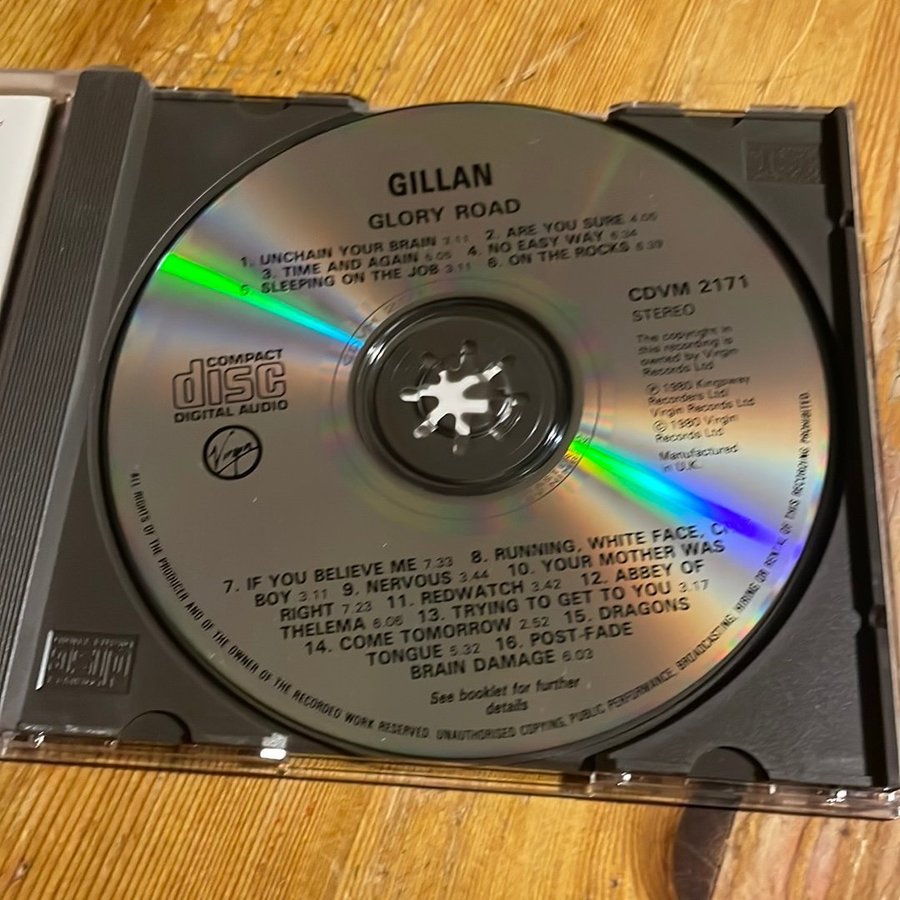 GILLAN
GLORY ROAD
1. UNCHAIN YOUR BRAIN 3.11 2. ARE YOU SURE 4.05
3. TIME AND AGAIN 6.05 4. NO EASY WAY 6.34
5. SLEEPING ON THE JOB 3.11 6. ON THE ROCKS 6.39
CDVM 2171
STEREO
The copyright in
this recording is
owned by Virgin
Records Ltd
℗ 1980 Kingsway
Recorders Ltd/
Virgin Records Ltd
© 1980 Virgin
Records Ltd
Manufactured
in U.K.
COMPACT
disc
DIGITAL AUDIO
Virgin
7. IF YOU BELIEVE ME 7.33 8. RUNNING, WHITE FACE,
BOY 3.11 9. NERVOUS 3.44 10. YOUR MOTHER WAS
RIGHT 7.23 11. REDWATCH 3.42 12. ABBEY OF
THELEMA 6.06 13. TRYING TO GET TO YOU 3.17
14. COME TOMORROW 2.52 15. DRAGONS
TONGUE 5.32 16. POST-FADE
BRAIN DAMAGE 6.03
See booklet for further
details
ALL RIGHTS OF THE PRODUCER AND OF THE OWNER OF THE RECORDED WORK RESERVED. UNAUTHORISED COPYING, PUBLIC PERFORMANCE, BROADCASTING, HIRING OR RENTAL OF THIS RECORDING PROHIBITED.